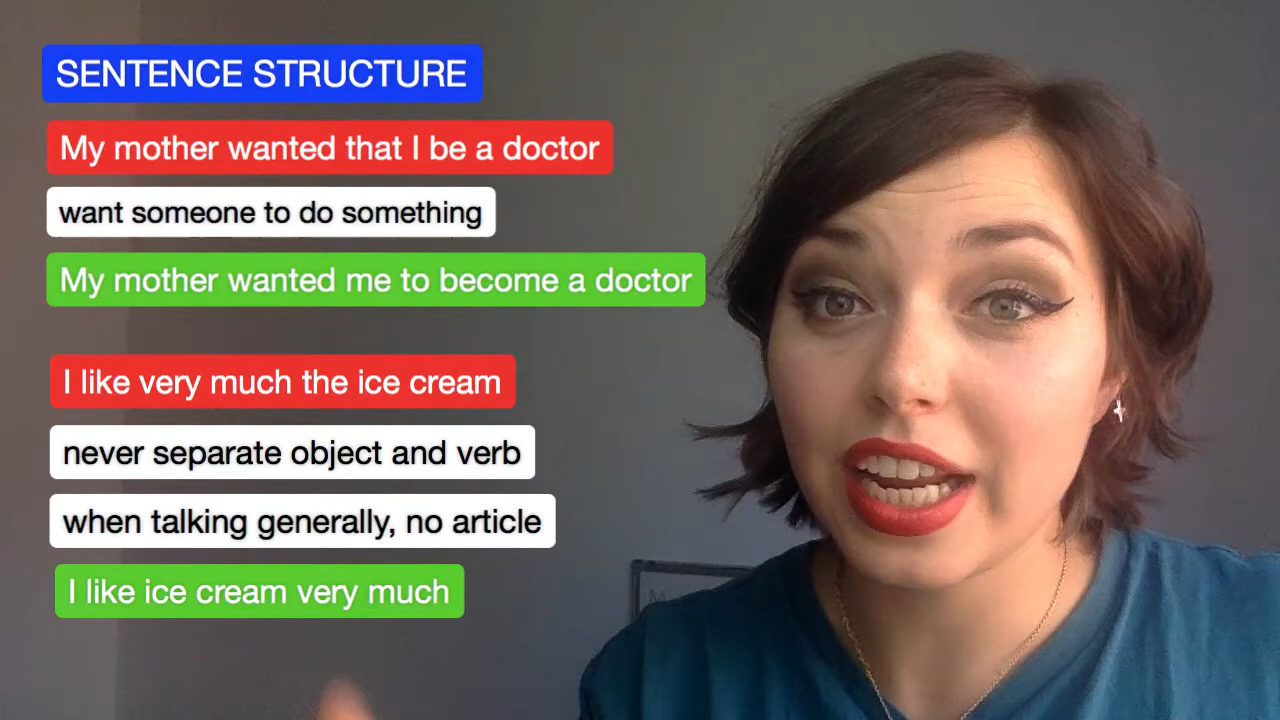 SENTENCE STRUCTURE
My mother wanted that I be a doctor
want someone to do something
My mother wanted me to become a doctor
I like very much the ice cream
never separate object and verb
when talking generally, no article
I like ice cream very much